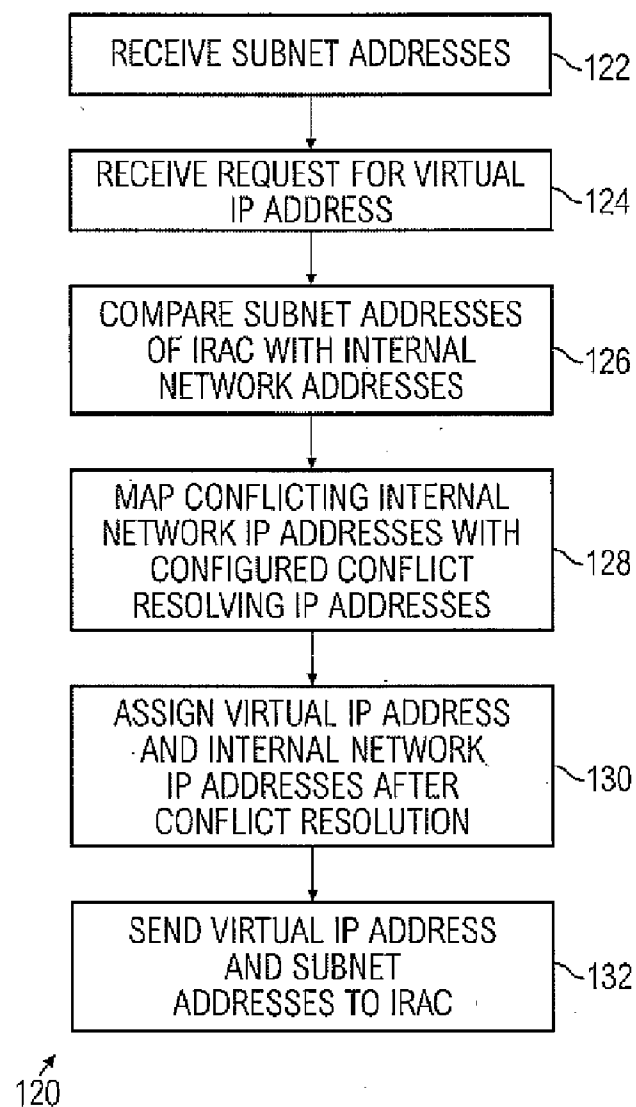 RECEIVE SUBNET ADDRESSES
122
RECEIVE REQUEST FOR VIRTUAL
IP ADDRESS
124
COMPARE SUBNET ADDRESSES
OF IRAC WITH INTERNAL
NETWORK ADDRESSES
126
MAP CONFLICTING INTERNAL
NETWORK IP ADDRESSES WITH
CONFIGURED CONFLICT
RESOLVING IP ADDRESSES
128
ASSIGN VIRTUAL IP ADDRESS
AND INTERNAL NETWORK
IP ADDRESSES AFTER
CONFLICT RESOLUTION
130
SEND VIRTUAL IP ADDRESS
AND SUBNET
ADDRESSES TO IRAC
132
120